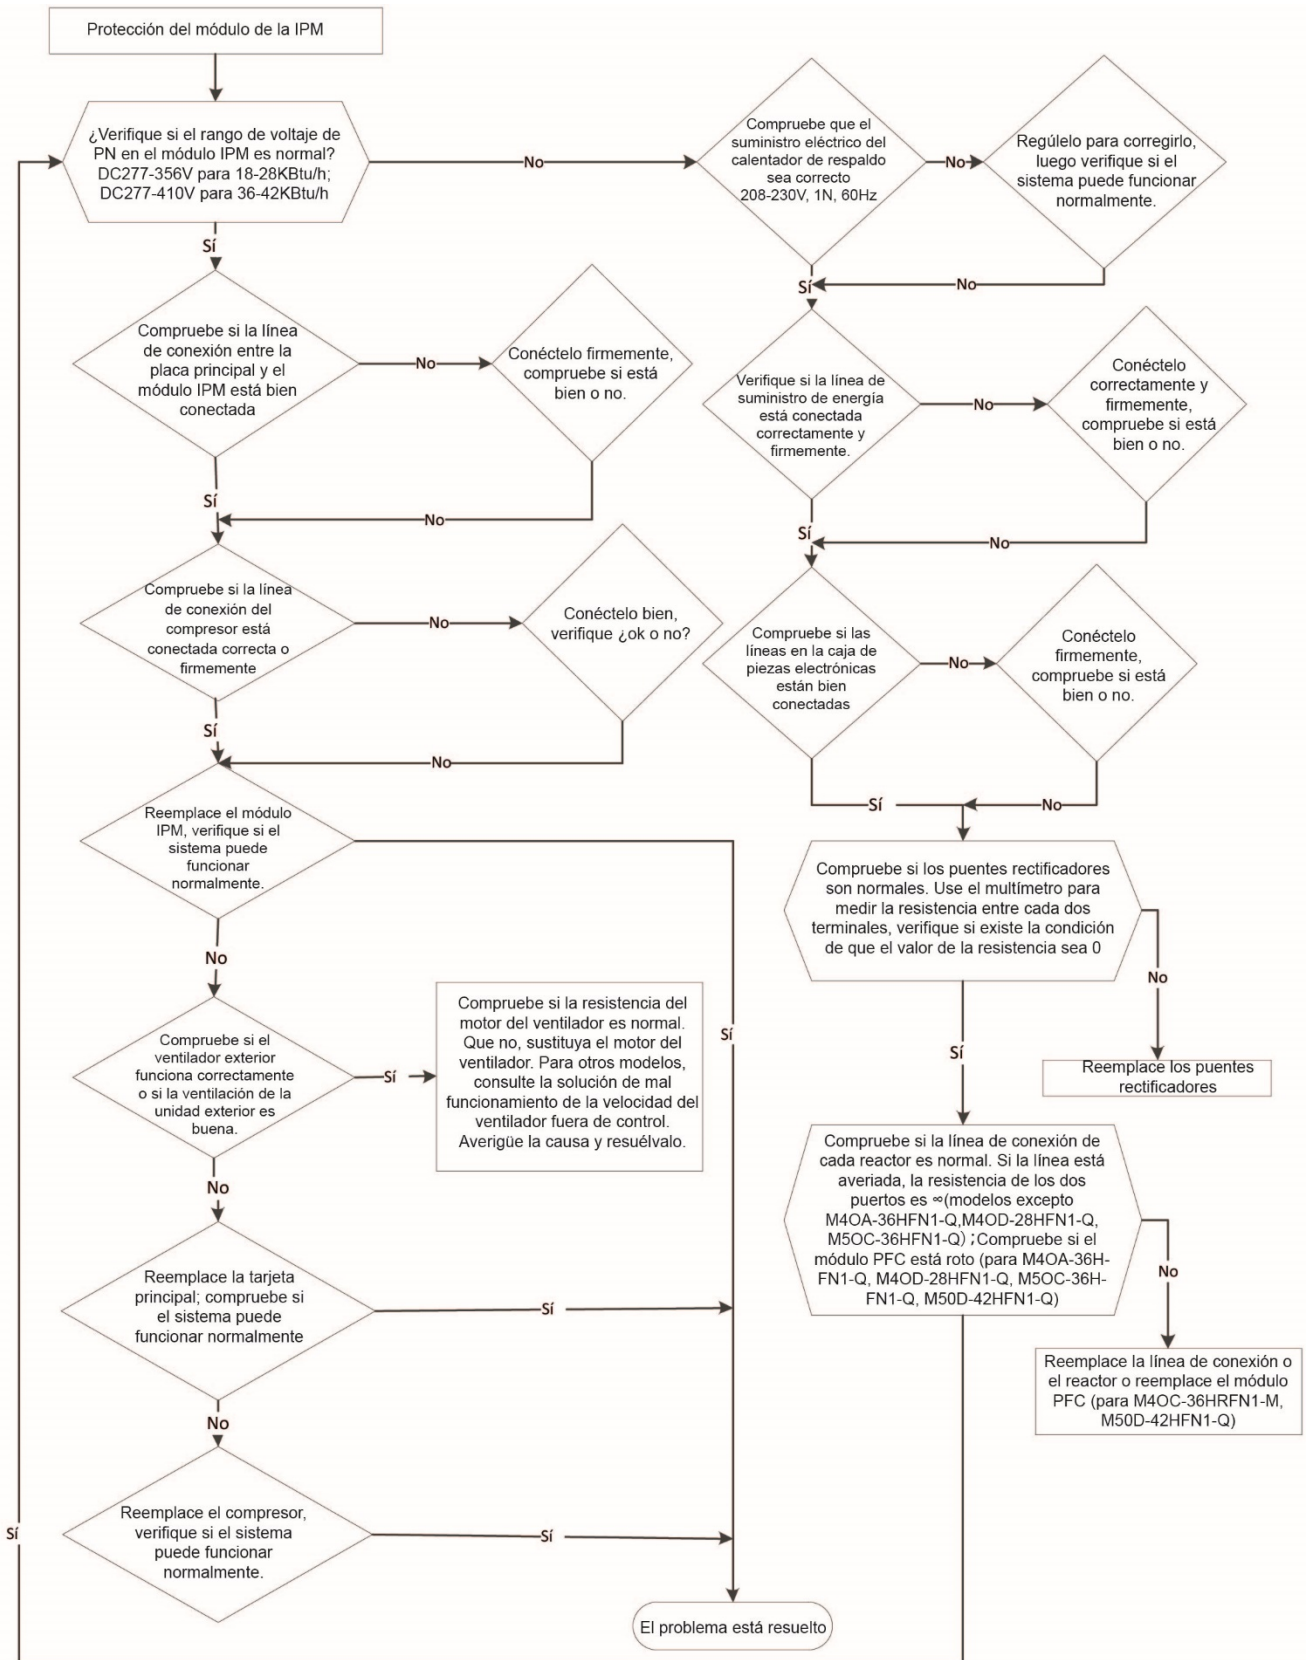 Protección del módulo de la IPM
¿Verifique si el rango de voltaje de
PN en el módulo IPM es normal?
DC277-356V para 18-28KBtu/h;
DC277-410V para 36-42KBtu/h
No
Compruebe que el
suministro eléctrico del
calentador de respaldo
sea correcto
208-230V, 1N, 60Hz
No
Regúlelo para corregirlo,
luego verifique si el
sistema puede funcionar
normalmente.
Sí
No
Sí
Compruebe si la línea
de conexión entre la
placa principal y el
módulo IPM está bien
conectada
No
Conéctelo firmemente,
compruebe si está
bien o no.
Sí
No
Verifique si la línea de
suministro de energía
está conectada
correctamente y
firmemente.
No
Conéctelo
correctamente y
firmemente,
compruebe si está
bien o no.
Sí
No
Compruebe si la línea
de conexión del
compresor está
conectada correcta o
firmemente
No
Conéctelo bien,
verifique ¿ok o no?
Sí
No
Compruebe si las
líneas en la caja de
piezas electrónicas
están bien
conectadas
No
Conéctelo
firmemente,
compruebe si está
bien o no.
Sí
No
Reemplace el módulo
IPM, verifique si el
sistema puede
funcionar
normalmente.
No
Sí
Compruebe si los puentes rectificadores
son normales. Use el multímetro para
medir la resistencia entre cada dos
terminales, verifique si existe la condición
de que el valor de la resistencia sea 0
No
Sí
Reemplace los puentes
rectificadores
Compruebe si el
ventilador exterior
funciona correctamente
o si la ventilación de la
unidad exterior es
buena.
Sí
Compruebe si la resistencia del
motor del ventilador es normal.
Que no, sustituya el motor del
ventilador. Para otros modelos,
consulte la solución de mal
funcionamiento de la velocidad del
ventilador fuera de control.
Averigüe la causa y resuélvalo.
No
Compruebe si la línea de conexión de
cada reactor es normal. Si la línea está
averiada, la resistencia de los dos
puertos es ∞(modelos excepto
M4OA-36HFN1-Q,M4OD-28HFN1-Q,
M5OC-36HFN1-Q);Compruebe si el
módulo PFC está roto (para M4OA-36H-
FN1-Q, M4OD-28HFN1-Q, M5OC-36H-
FN1-Q, M50D-42HFN1-Q)
No
Reemplace la línea de conexión o
el reactor o reemplace el módulo
PFC (para M4OC-36HRFN1-M,
M50D-42HFN1-Q)
Reemplace la tarjeta
principal; compruebe si
el sistema puede
funcionar normalmente
Sí
No
Reemplace el compresor,
verifique si el sistema
puede funcionar
normalmente.
Sí
Sí
El problema está resuelto